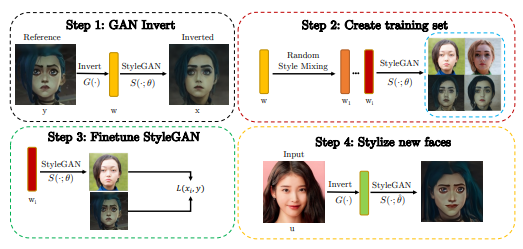 Step 1: GAN Invert
Reference
Inverted
Invert
G(·)
StyleGAN
S(·;θ)
y
w
x
Step 2: Create training set
Random
Style Mixing
StyleGAN
S(·;θ)
w
w₁
...
wᵢ
Step 3: Finetune StyleGAN
StyleGAN
S(·;θ)
wᵢ
L(xᵢ,y)
Step 4: Stylize new faces
Input
Invert
G(·)
StyleGAN
S(·;θ̂)
u